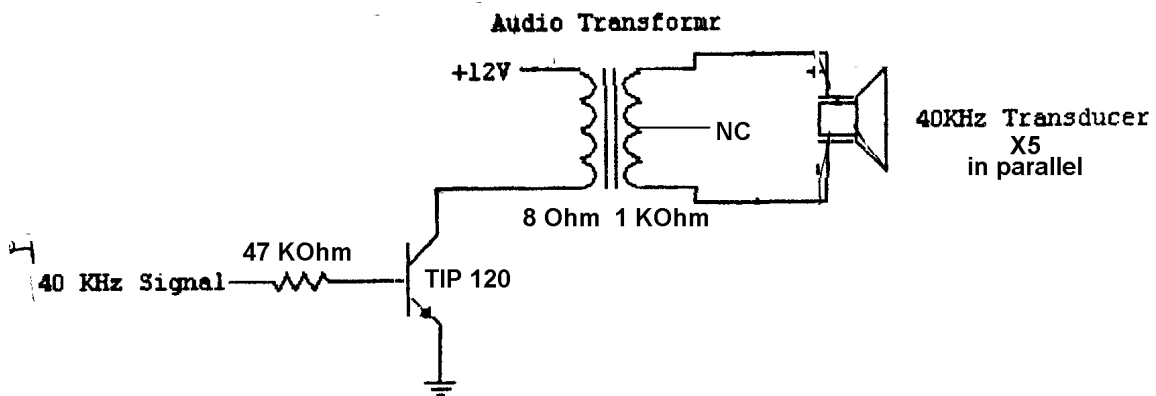 Audio Transformr
+12V
NC
40KHz Transducer
X5
in parallel
8 Ohm 1 KOhm
47 KOhm
40 KHz Signal
TIP 120